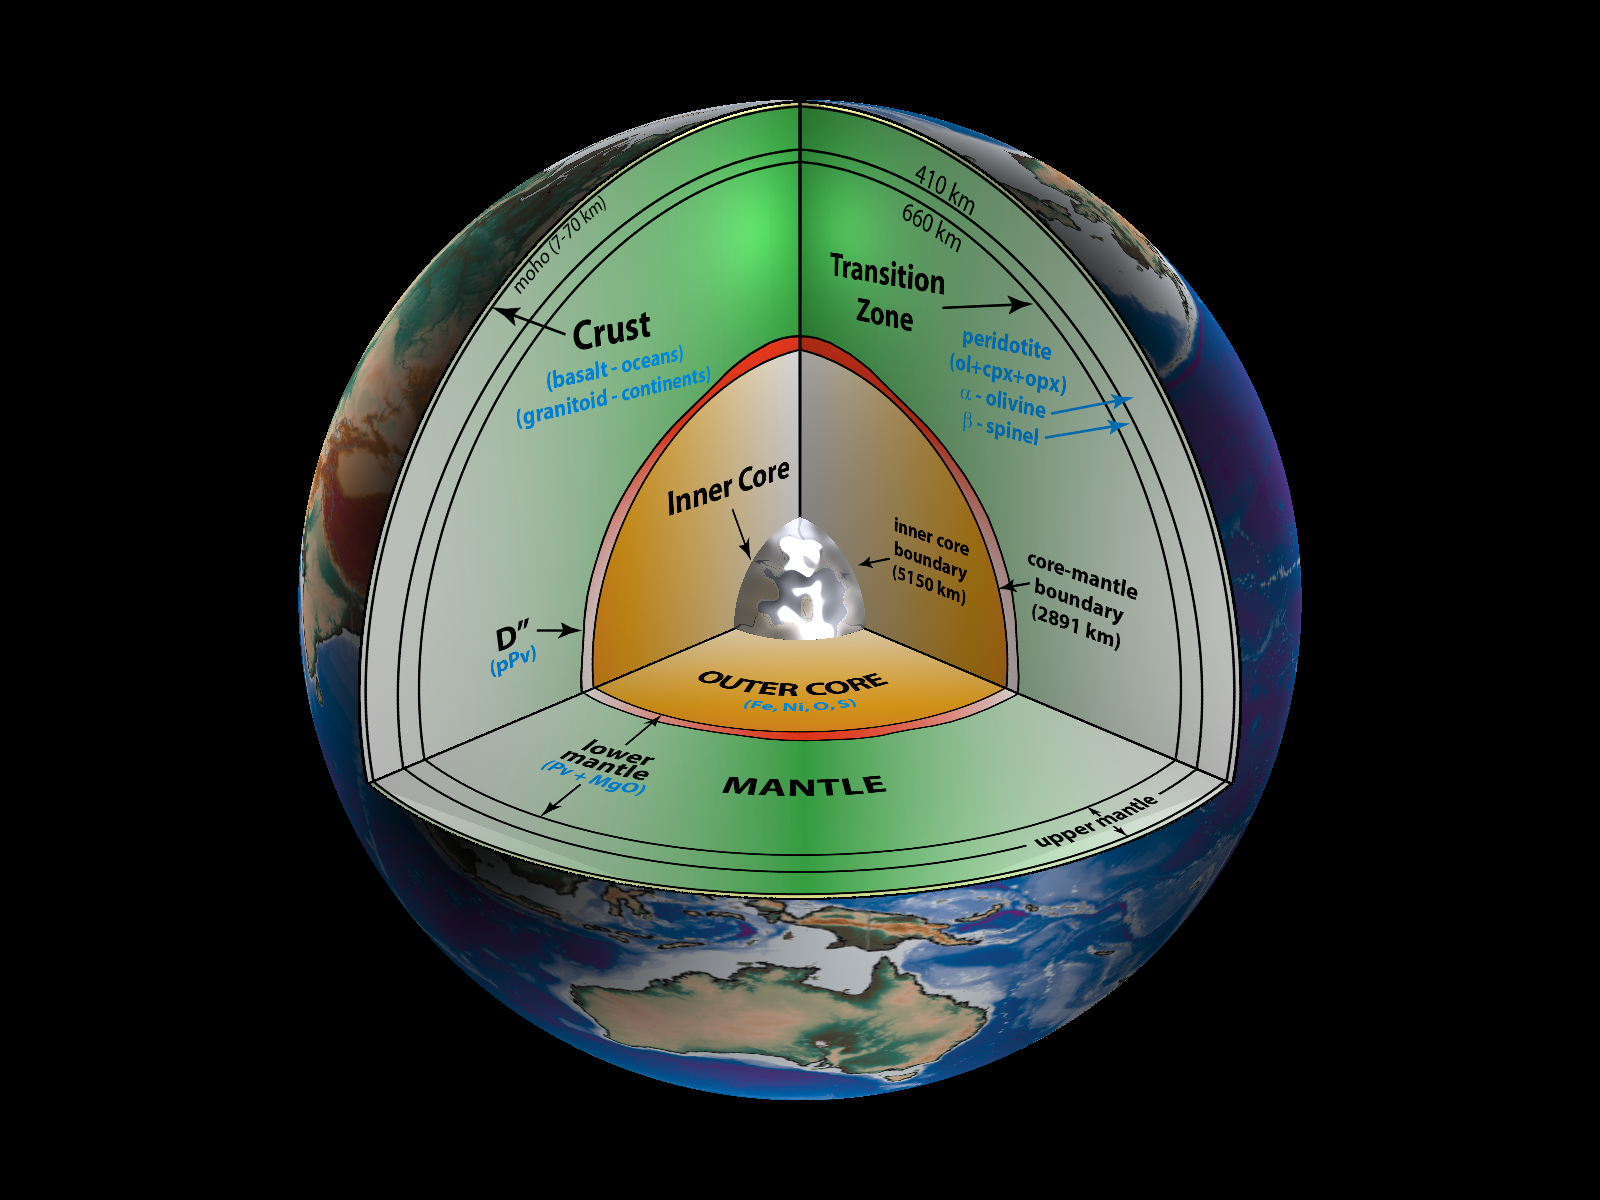 410 km
660 km
moho (7-70 km)
Transition
Zone
Crust
(basalt - oceans)
(granitoid - continents)
peridotite
(ol+cpx+opx)
α - olivine
β - spinel
Inner Core
inner core
boundary
(5150 km)
core-mantle
boundary
(2891 km)
D″
(pPv)
OUTER CORE
(Fe, Ni, O, S)
lower
mantle
(Pv + MgO)
MANTLE
upper mantle